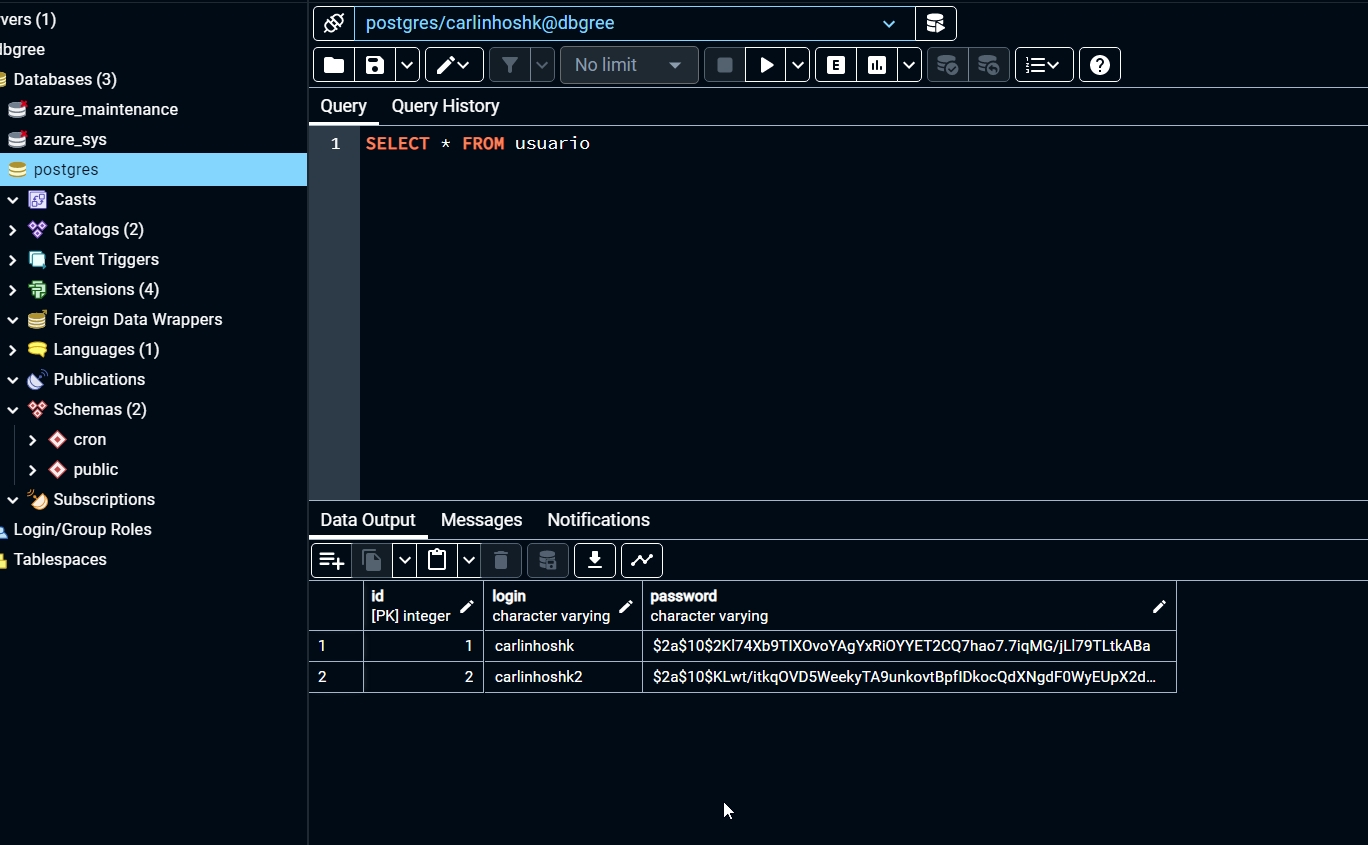 vers (1)
dbgree
Databases (3)
azure_maintenance
azure_sys
postgres
Casts
Catalogs (2)
Event Triggers
Extensions (4)
Foreign Data Wrappers
Languages (1)
Publications
Schemas (2)
cron
public
Subscriptions
Login/Group Roles
Tablespaces
postgres/carlinhoshk@dbgree
No limit
E
Query Query History
1 SELECT * FROM usuario
Data Output Messages Notifications
id login password
[PK] integer character varying character varying
1 1 carlinhoshk $2a$10$2Kl74Xb9TIXOvoYAgYxRiOYYET2CQ7hao7.7iqMG/jLl79TLtkABa
2 2 carlinhoshk2 $2a$10$KLwt/itkqOVD5WeekyTA9unkovtBpflDkocQdXNgdF0WyEUpX2d...